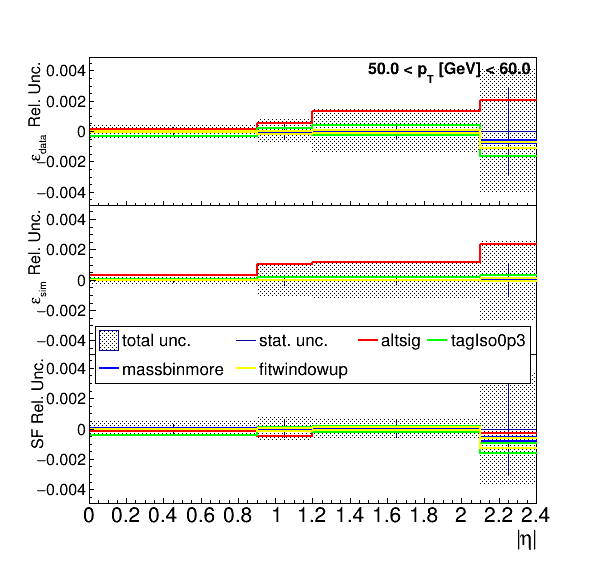 50.0 < p_T [GeV] < 60.0
ε_data Rel. Unc.
0.004
0.002
0
−0.002
−0.004
ε_sim Rel. Unc.
0.004
0.002
0
−0.002
−0.004
total unc. stat. unc. altsig tagIso0p3
massbinmore fitwindowup
SF Rel. Unc.
0.004
0.002
0
−0.002
−0.004
0 0.2 0.4 0.6 0.8 1 1.2 1.4 1.6 1.8 2 2.2 2.4
|η|